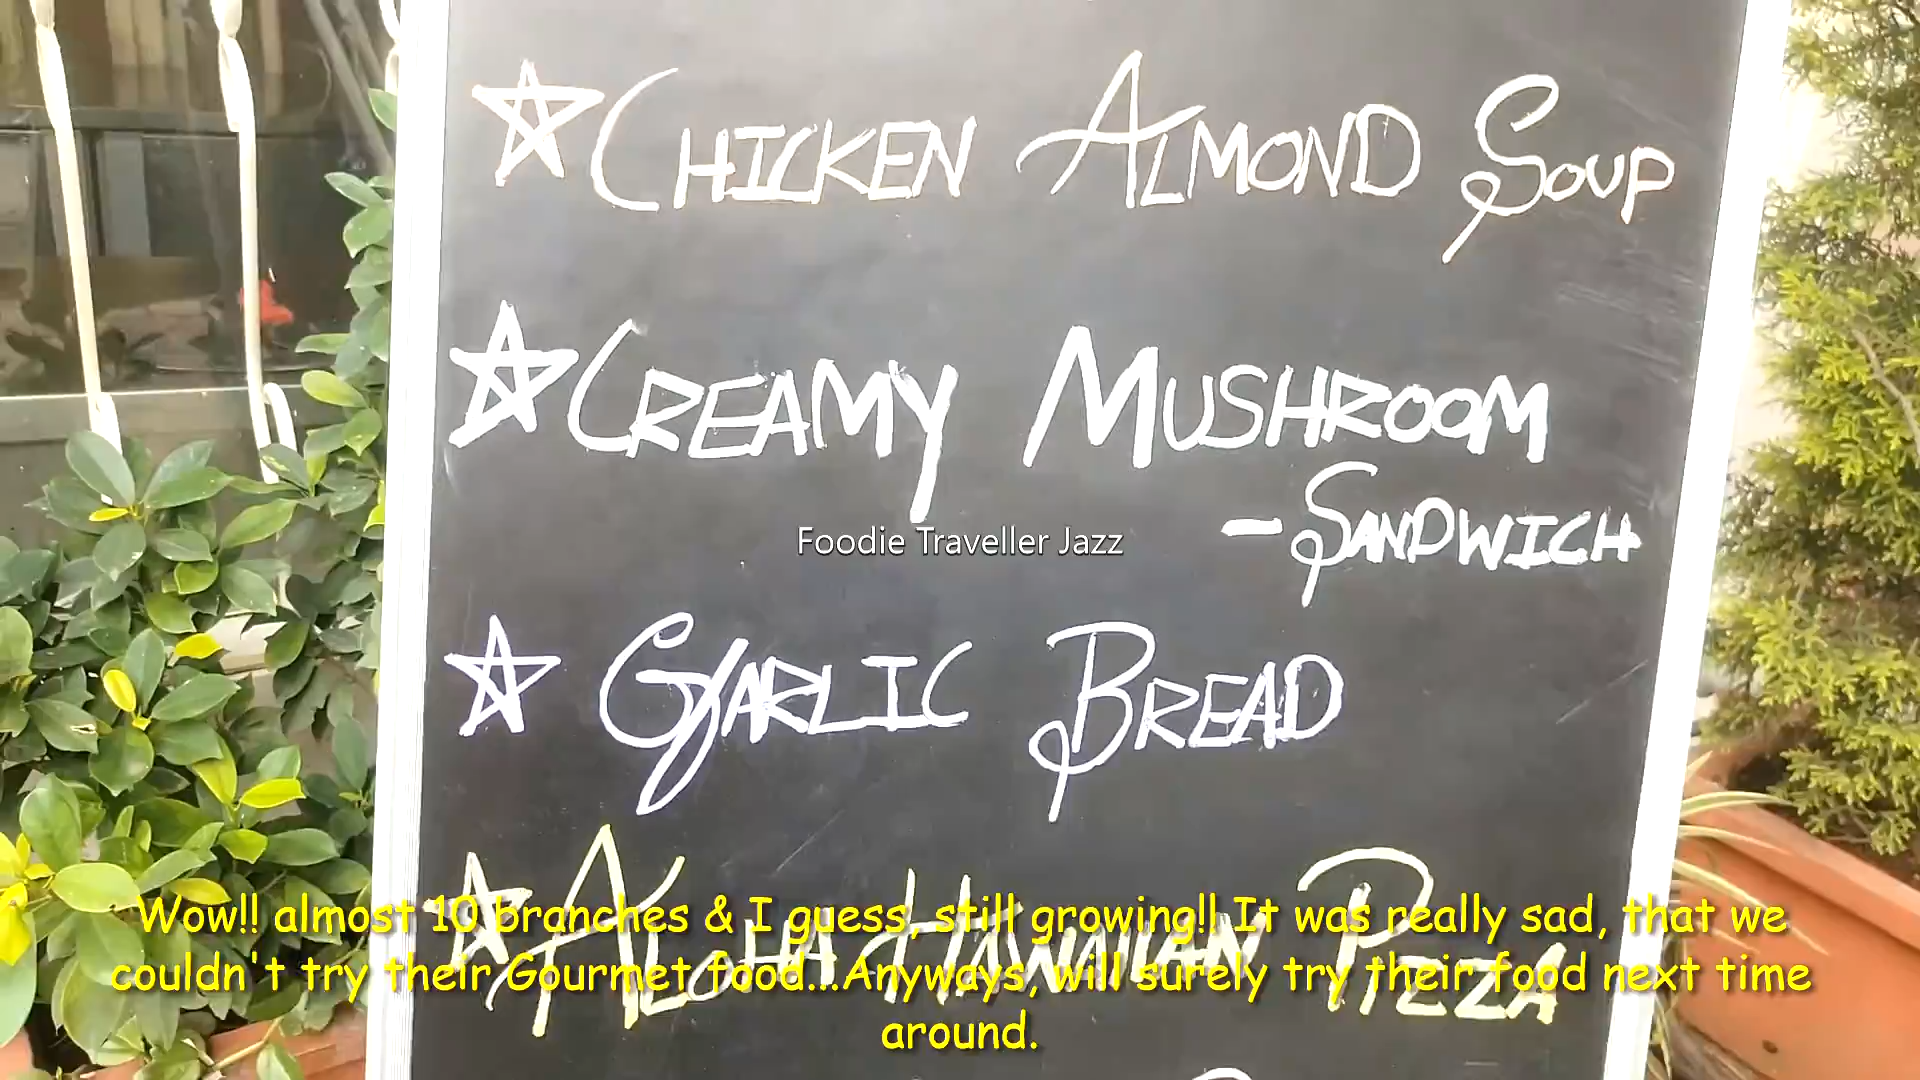 ☆ CHICKEN ALMOND SOUP
☆ CREAMY MUSHROOM
- SANDWICH
Foodie Traveller Jazz
☆ GARLIC BREAD
☆ ALOHA HAWAIIAN PIZZA
Wow!! almost 10 branches & I guess, still growing!! It was really sad, that we
couldn't try their Gourmet food...Anyways, will surely try their food next time
around.